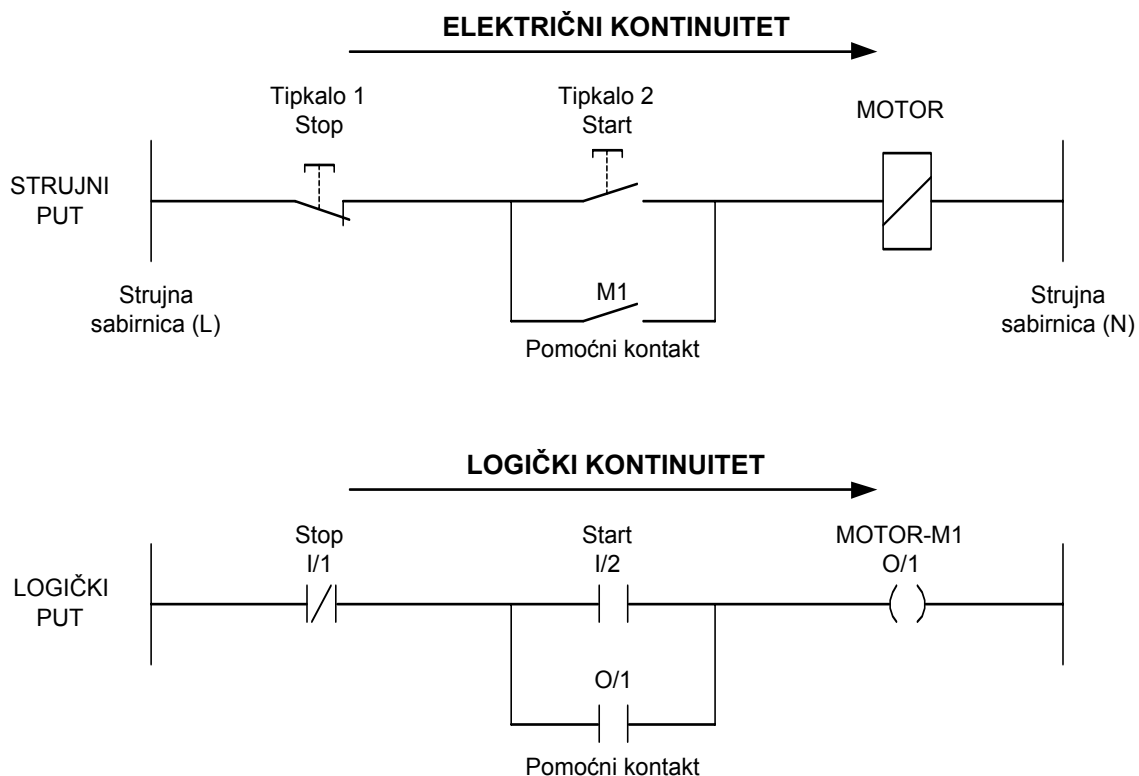 ELEKTRIČNI KONTINUITET
Tipkalo 1
Stop
Tipkalo 2
Start
MOTOR
STRUJNI
PUT
Strujna
sabirnica (L)
M1
Pomoćni kontakt
Strujna
sabirnica (N)
LOGIČKI KONTINUITET
Stop
I/1
Start
I/2
MOTOR-M1
O/1
LOGIČKI
PUT
O/1
Pomoćni kontakt